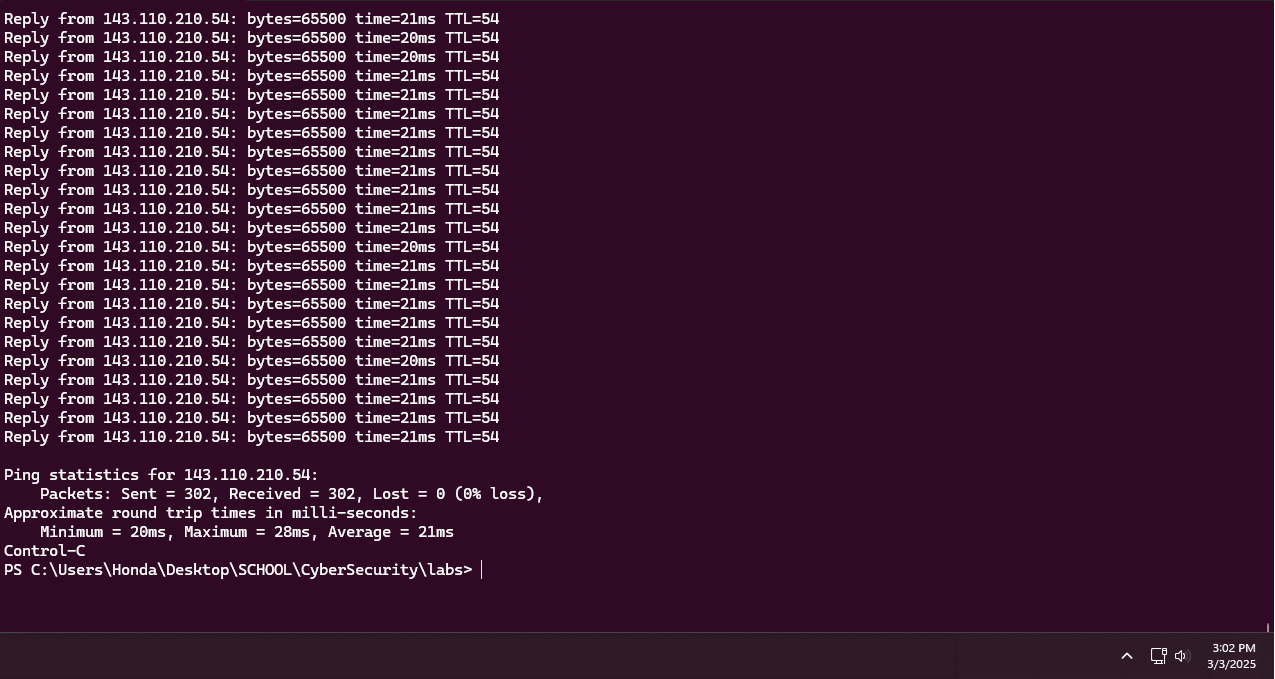 Reply from 143.110.210.54: bytes=65500 time=21ms TTL=54
Reply from 143.110.210.54: bytes=65500 time=20ms TTL=54
Reply from 143.110.210.54: bytes=65500 time=20ms TTL=54
Reply from 143.110.210.54: bytes=65500 time=21ms TTL=54
Reply from 143.110.210.54: bytes=65500 time=21ms TTL=54
Reply from 143.110.210.54: bytes=65500 time=21ms TTL=54
Reply from 143.110.210.54: bytes=65500 time=21ms TTL=54
Reply from 143.110.210.54: bytes=65500 time=21ms TTL=54
Reply from 143.110.210.54: bytes=65500 time=21ms TTL=54
Reply from 143.110.210.54: bytes=65500 time=21ms TTL=54
Reply from 143.110.210.54: bytes=65500 time=21ms TTL=54
Reply from 143.110.210.54: bytes=65500 time=21ms TTL=54
Reply from 143.110.210.54: bytes=65500 time=20ms TTL=54
Reply from 143.110.210.54: bytes=65500 time=21ms TTL=54
Reply from 143.110.210.54: bytes=65500 time=21ms TTL=54
Reply from 143.110.210.54: bytes=65500 time=21ms TTL=54
Reply from 143.110.210.54: bytes=65500 time=21ms TTL=54
Reply from 143.110.210.54: bytes=65500 time=21ms TTL=54
Reply from 143.110.210.54: bytes=65500 time=20ms TTL=54
Reply from 143.110.210.54: bytes=65500 time=21ms TTL=54
Reply from 143.110.210.54: bytes=65500 time=21ms TTL=54
Reply from 143.110.210.54: bytes=65500 time=21ms TTL=54
Reply from 143.110.210.54: bytes=65500 time=21ms TTL=54
Ping statistics for 143.110.210.54:
    Packets: Sent = 302, Received = 302, Lost = 0 (0% loss),
Approximate round trip times in milli-seconds:
    Minimum = 20ms, Maximum = 28ms, Average = 21ms
Control-C
PS C:\Users\Honda\Desktop\SCHOOL\CyberSecurity\labs>
3:02 PM
3/3/2025